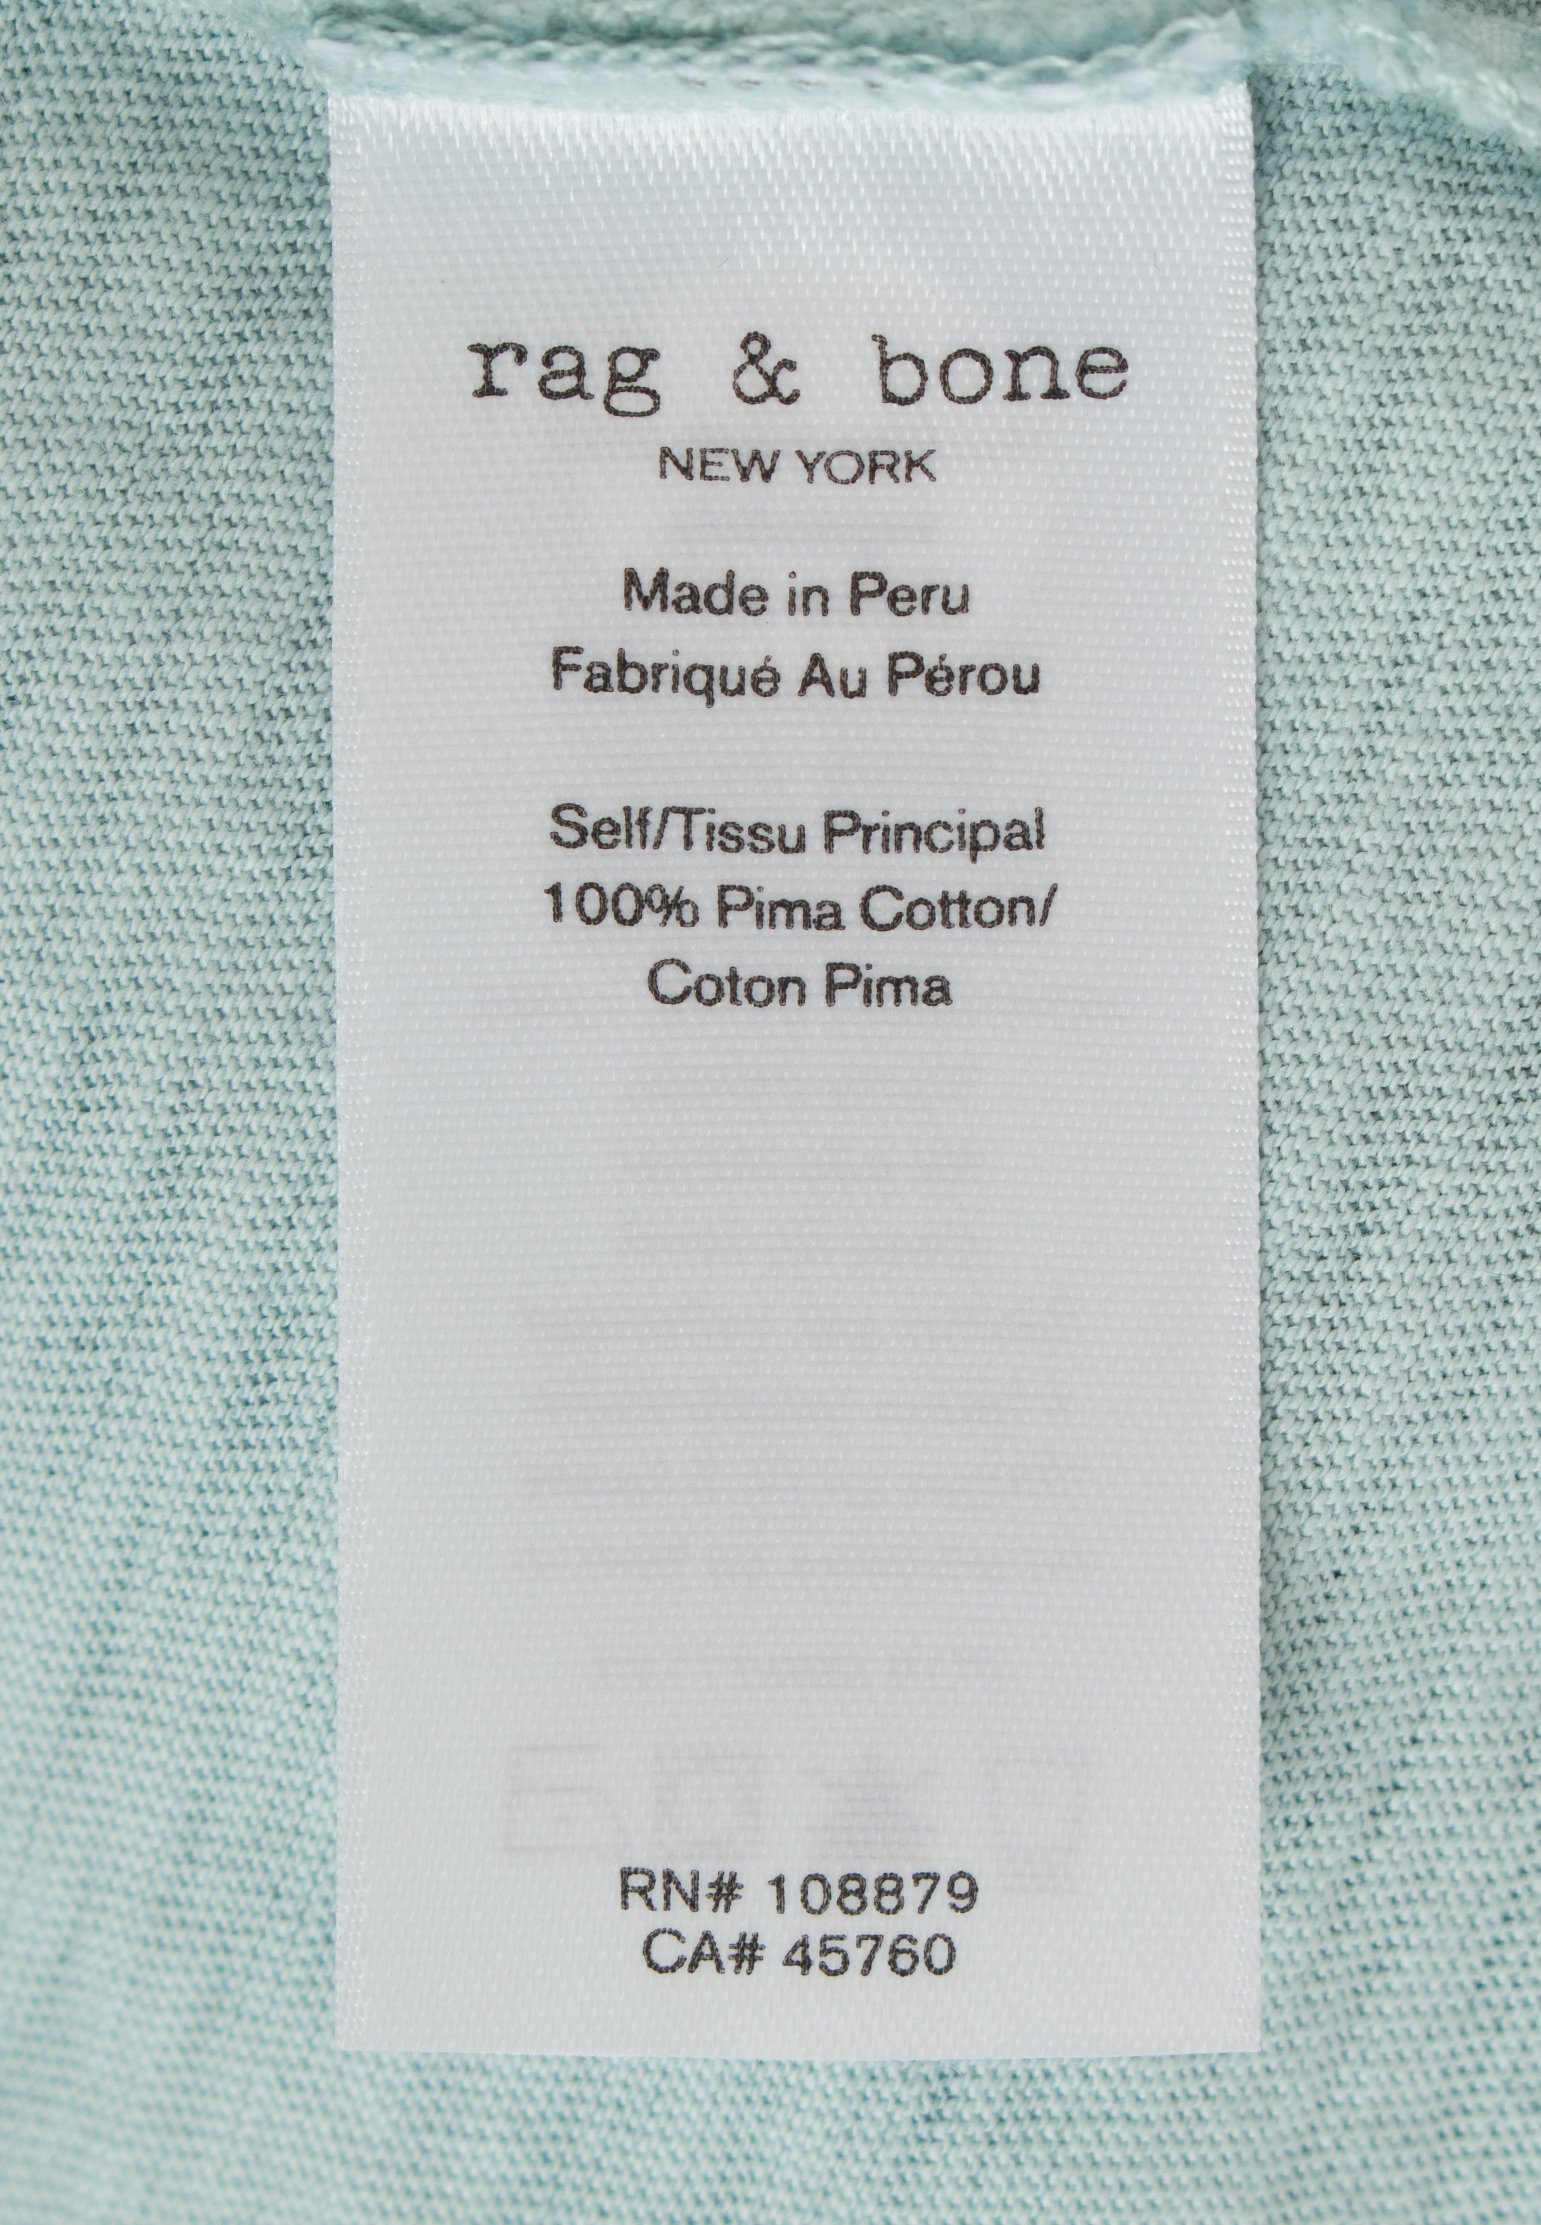 rag & bone
NEW YORK
Made in Peru
Fabriqué Au Pérou
Self/Tissu Principal
100% Pima Cotton/
Coton Pima
RN# 108879
CA# 45760